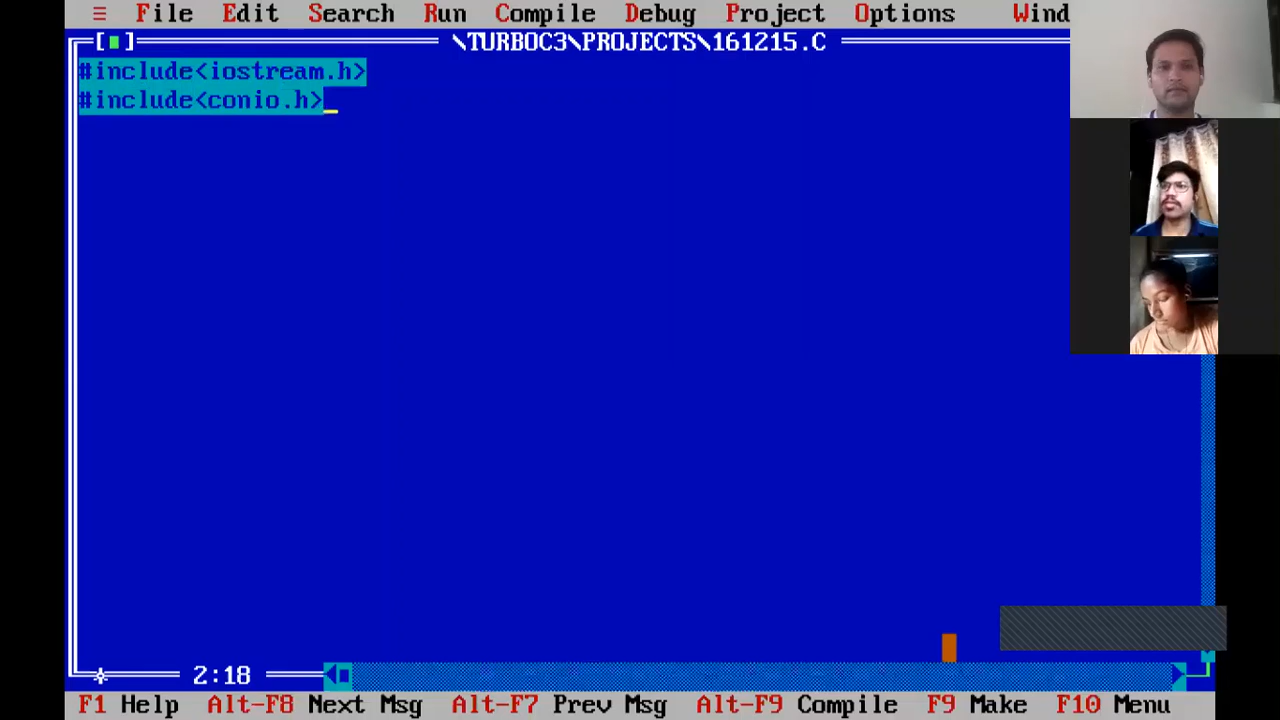 ≡ File Edit Search Run Compile Debug Project Options Wind
[■] \TURBOC3\PROJECTS\161215.C
#include<iostream.h>
#include<conio.h>
2:18
F1 Help Alt-F8 Next Msg Alt-F7 Prev Msg Alt-F9 Compile F9 Make F10 Menu